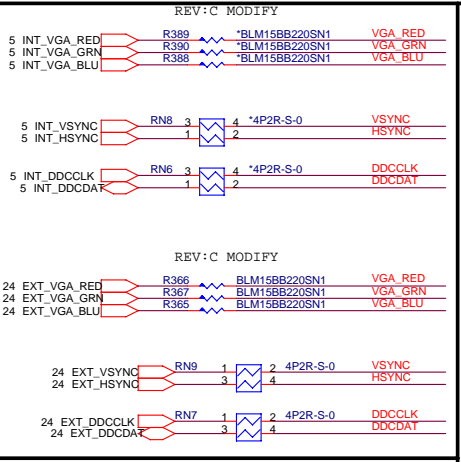 REV:C MODIFY
5 INT_VGA_RED R389 *BLM15BB220SN1 VGA_RED
5 INT_VGA_GRN R390 *BLM15BB220SN1 VGA_GRN
5 INT_VGA_BLU R388 *BLM15BB220SN1 VGA_BLU
5 INT_VSYNC RN8 3 4 *4P2R-S-0 VSYNC
5 INT_HSYNC 1 2 HSYNC
5 INT_DDCCLK RN6 3 4 *4P2R-S-0 DDCCLK
5 INT_DDCDAT 1 2 DDCDAT
REV:C MODIFY
24 EXT_VGA_RED R366 BLM15BB220SN1 VGA_RED
24 EXT_VGA_GRN R367 BLM15BB220SN1 VGA_GRN
24 EXT_VGA_BLU R365 BLM15BB220SN1 VGA_BLU
24 EXT_VSYNC RN9 1 2 4P2R-S-0 VSYNC
24 EXT_HSYNC 3 4 HSYNC
24 EXT_DDCCLK RN7 1 2 4P2R-S-0 DDCCLK
24 EXT_DDCDAT 3 4 DDCDAT